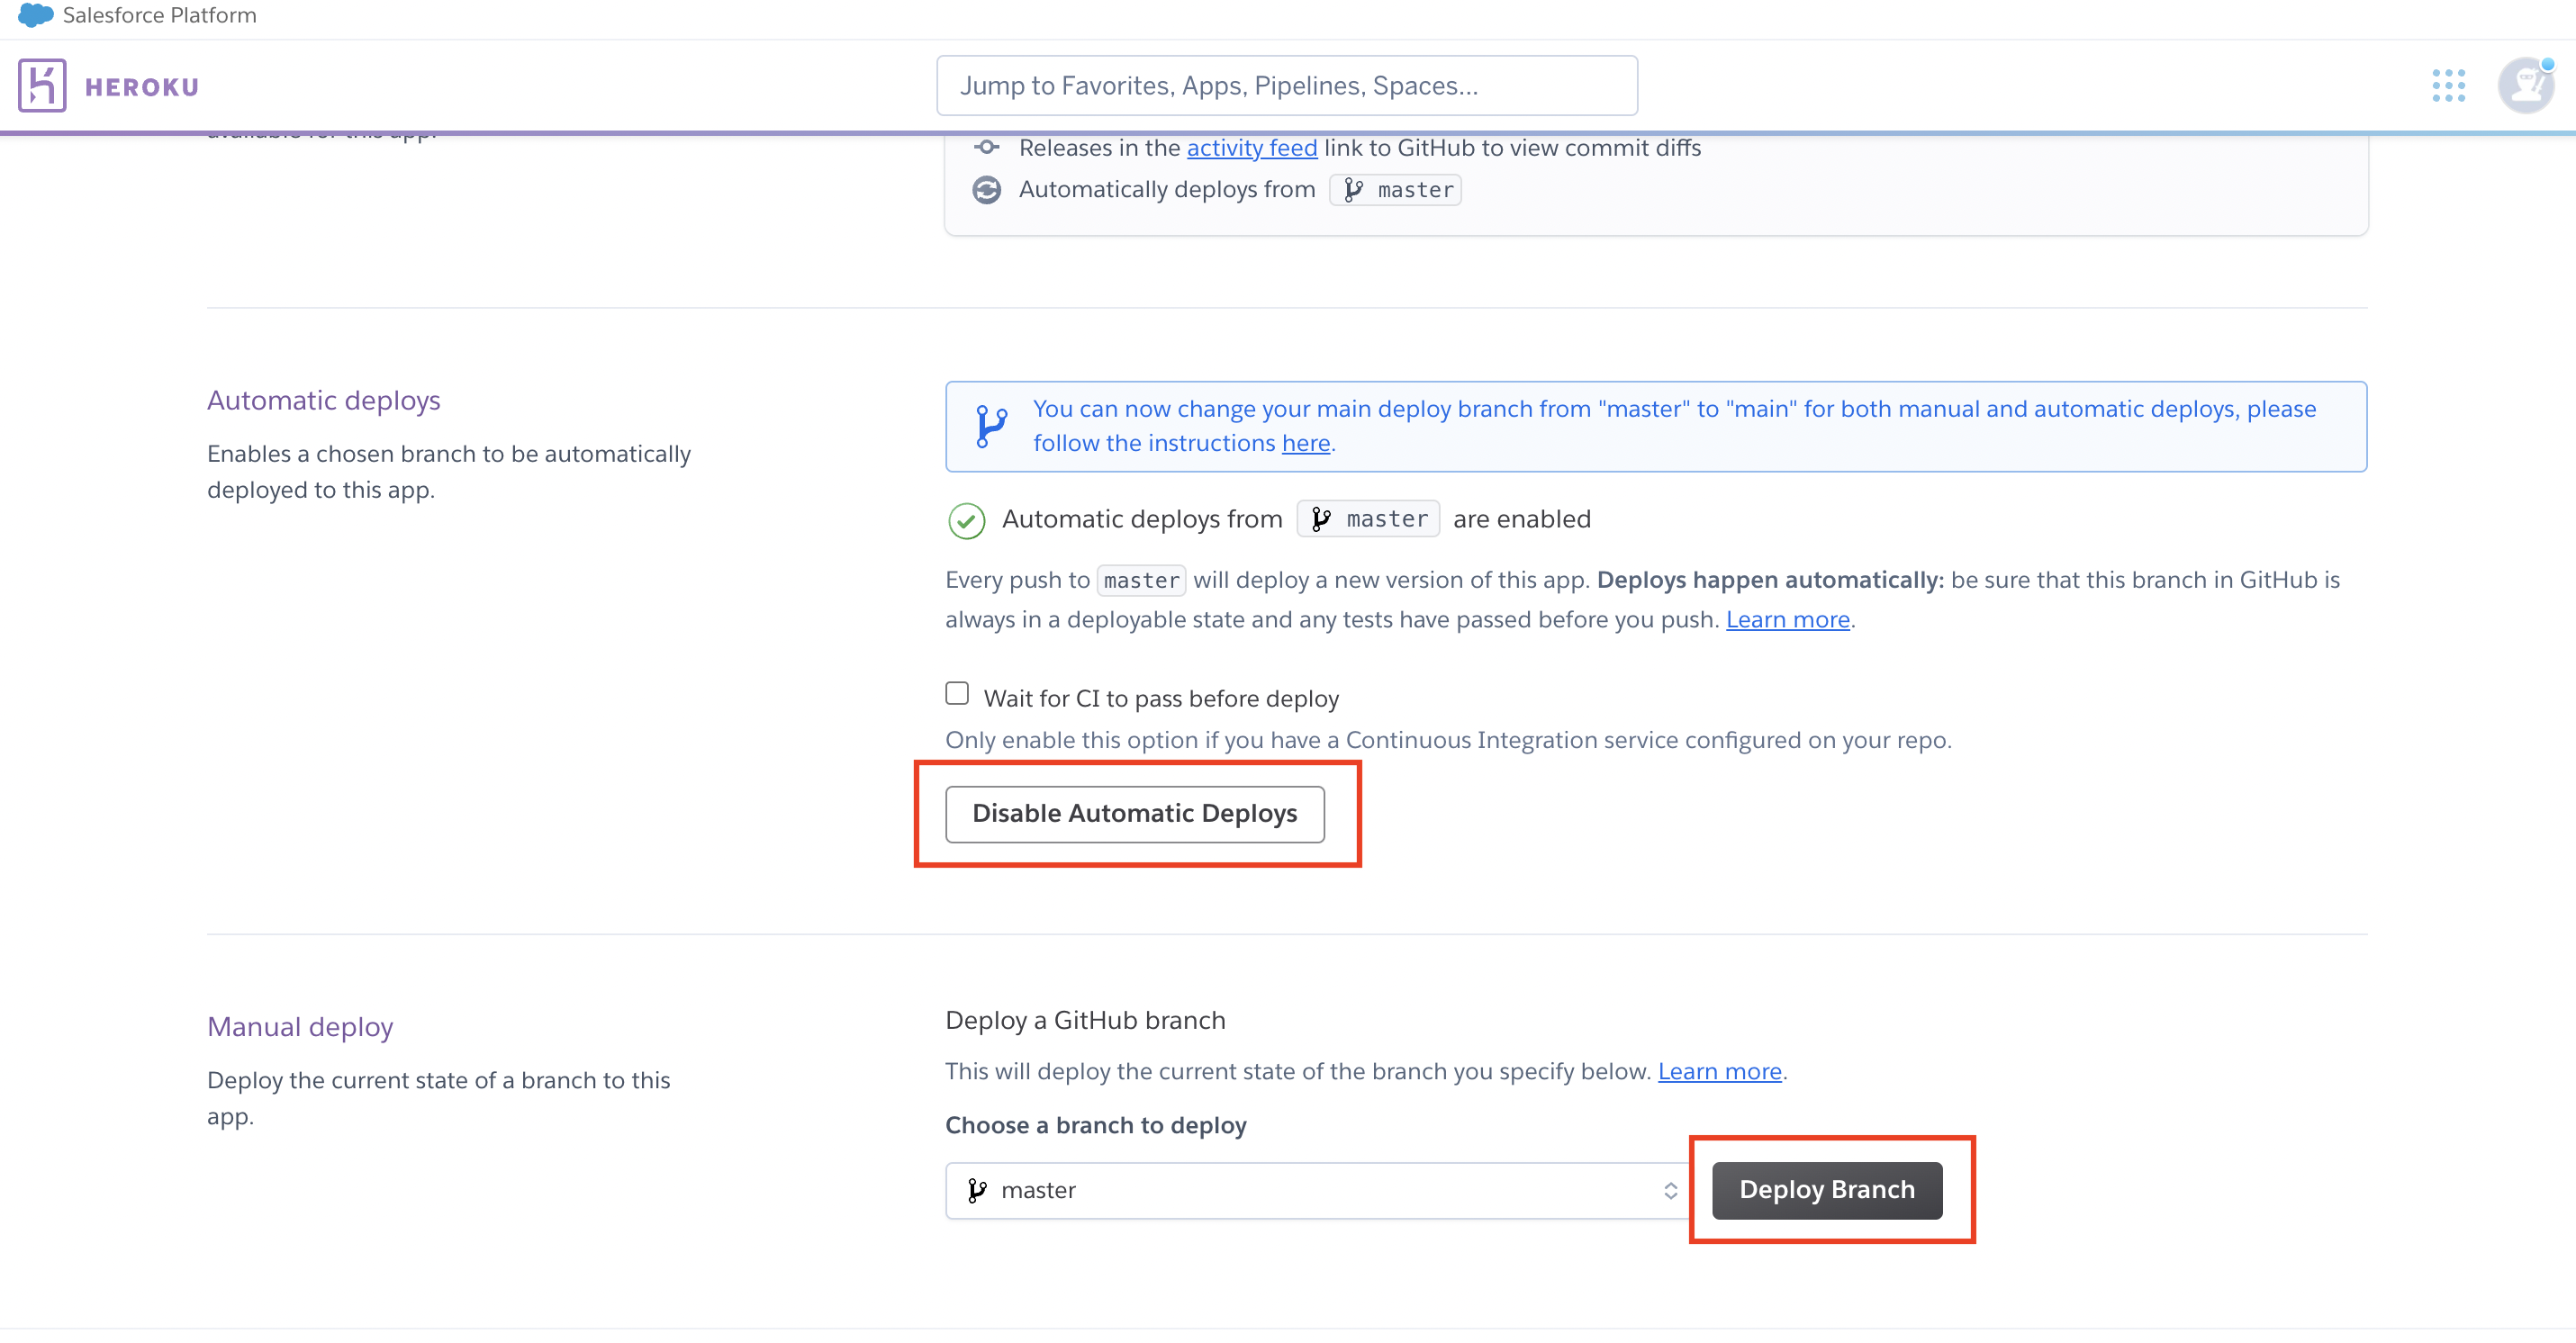 Salesforce Platform
HEROKU
Jump to Favorites, Apps, Pipelines, Spaces...
available for this app.
Releases in the activity feed link to GitHub to view commit diffs
Automatically deploys from master
Automatic deploys
Enables a chosen branch to be automatically
deployed to this app.
You can now change your main deploy branch from "master" to "main" for both manual and automatic deploys, please
follow the instructions here.
Automatic deploys from master are enabled
Every push to master will deploy a new version of this app. Deploys happen automatically: be sure that this branch in GitHub is
always in a deployable state and any tests have passed before you push. Learn more.
Wait for CI to pass before deploy
Only enable this option if you have a Continuous Integration service configured on your repo.
Disable Automatic Deploys
Manual deploy
Deploy the current state of a branch to this
app.
Deploy a GitHub branch
This will deploy the current state of the branch you specify below. Learn more.
Choose a branch to deploy
master
Deploy Branch